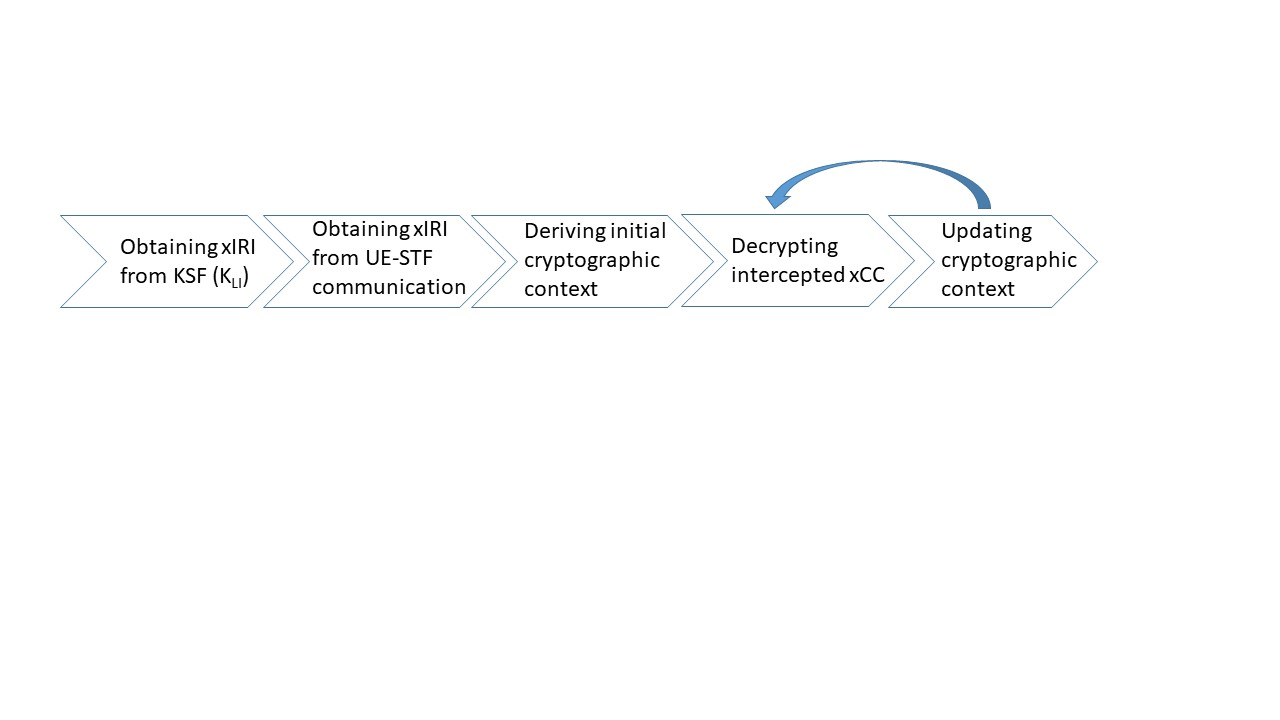 Obtaining xIRI
from KSF (K_LI)
Obtaining xIRI
from UE-STF
communication
Deriving initial
cryptographic
context
Decrypting
intercepted xCC
Updating
cryptographic
context